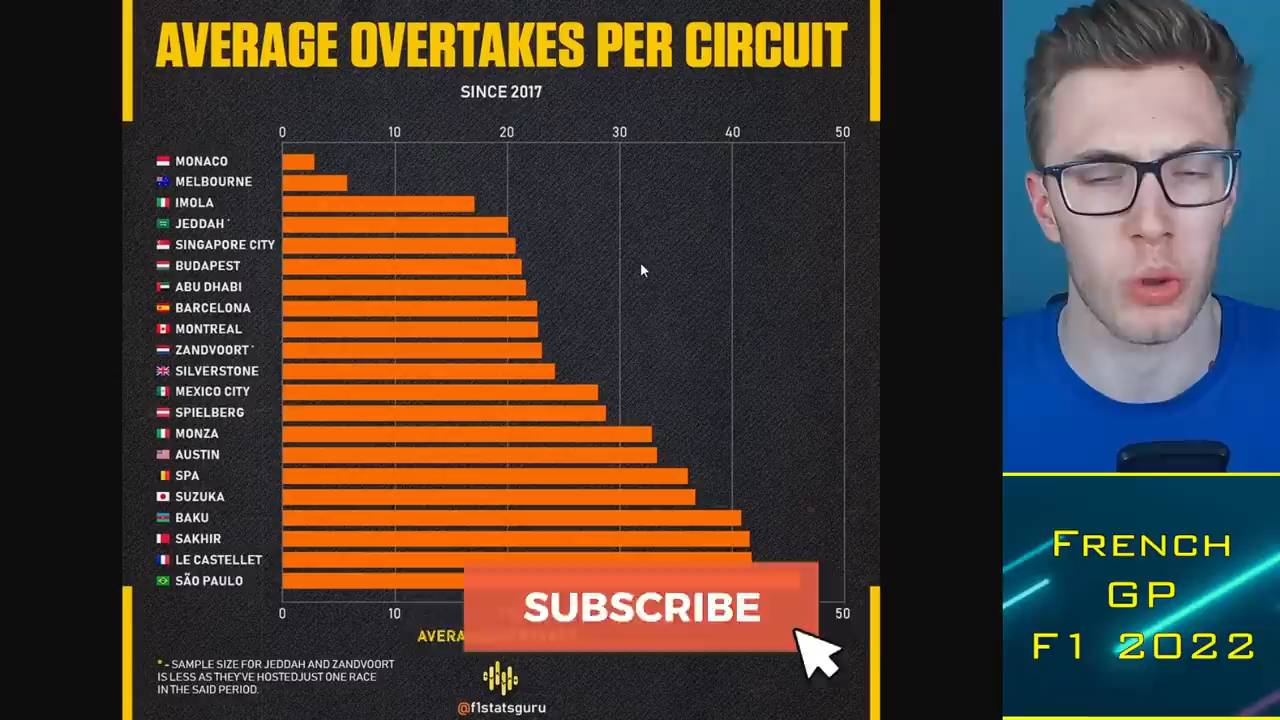 AVERAGE OVERTAKES PER CIRCUIT
SINCE 2017
0 10 20 30 40 50
MONACO
MELBOURNE
IMOLA
JEDDAH *
SINGAPORE CITY
BUDAPEST
ABU DHABI
BARCELONA
MONTREAL
ZANDVOORT *
SILVERSTONE
MEXICO CITY
SPIELBERG
MONZA
AUSTIN
SPA
SUZUKA
BAKU
SAKHIR
LE CASTELLET
SÃO PAULO
0 10 50
SUBSCRIBE
* - SAMPLE SIZE FOR JEDDAH AND ZANDVOORT
IS LESS AS THEY'VE HOSTEDJUST ONE RACE
IN THE SAID PERIOD.
@f1statsguru
FRENCH
GP
F1 2022